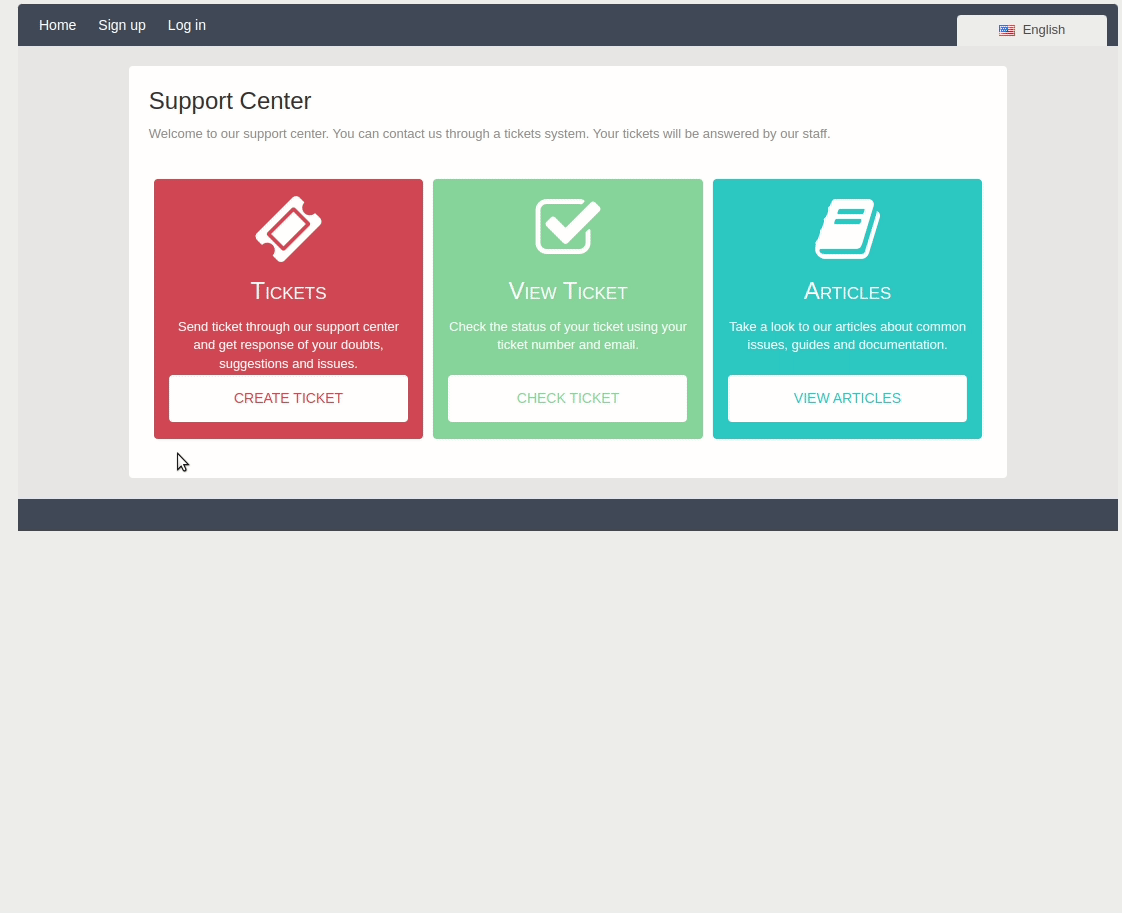 Home Sign up Log in English
Support Center
Welcome to our support center. You can contact us through a tickets system. Your tickets will be answered by our staff.
Tickets
Send ticket through our support center
and get response of your doubts,
suggestions and issues.
CREATE TICKET
View Ticket
Check the status of your ticket using your
ticket number and email.
CHECK TICKET
Articles
Take a look to our articles about common
issues, guides and documentation.
VIEW ARTICLES